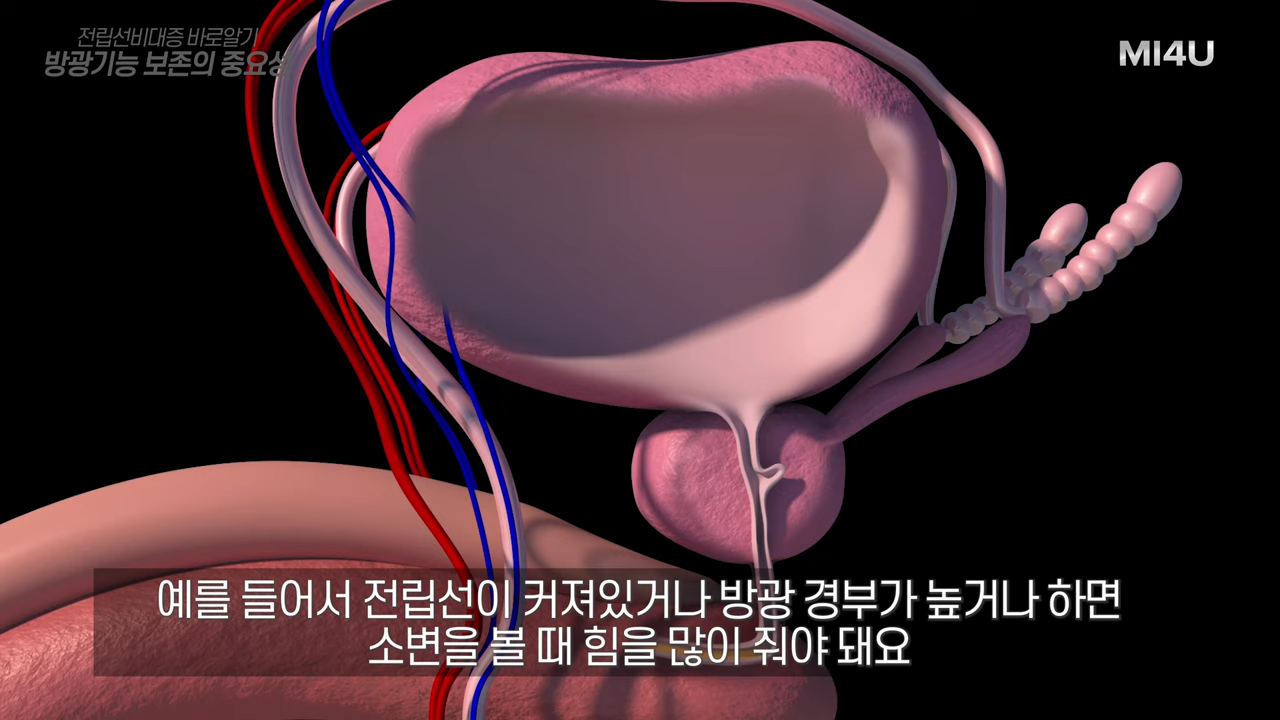 전립선비대증 바로알기
방광기능 보존의 중요성
MI4U
예를 들어서 전립선이 커져있거나 방광 경부가 높거나 하면
소변을 볼 때 힘을 많이 줘야 돼요